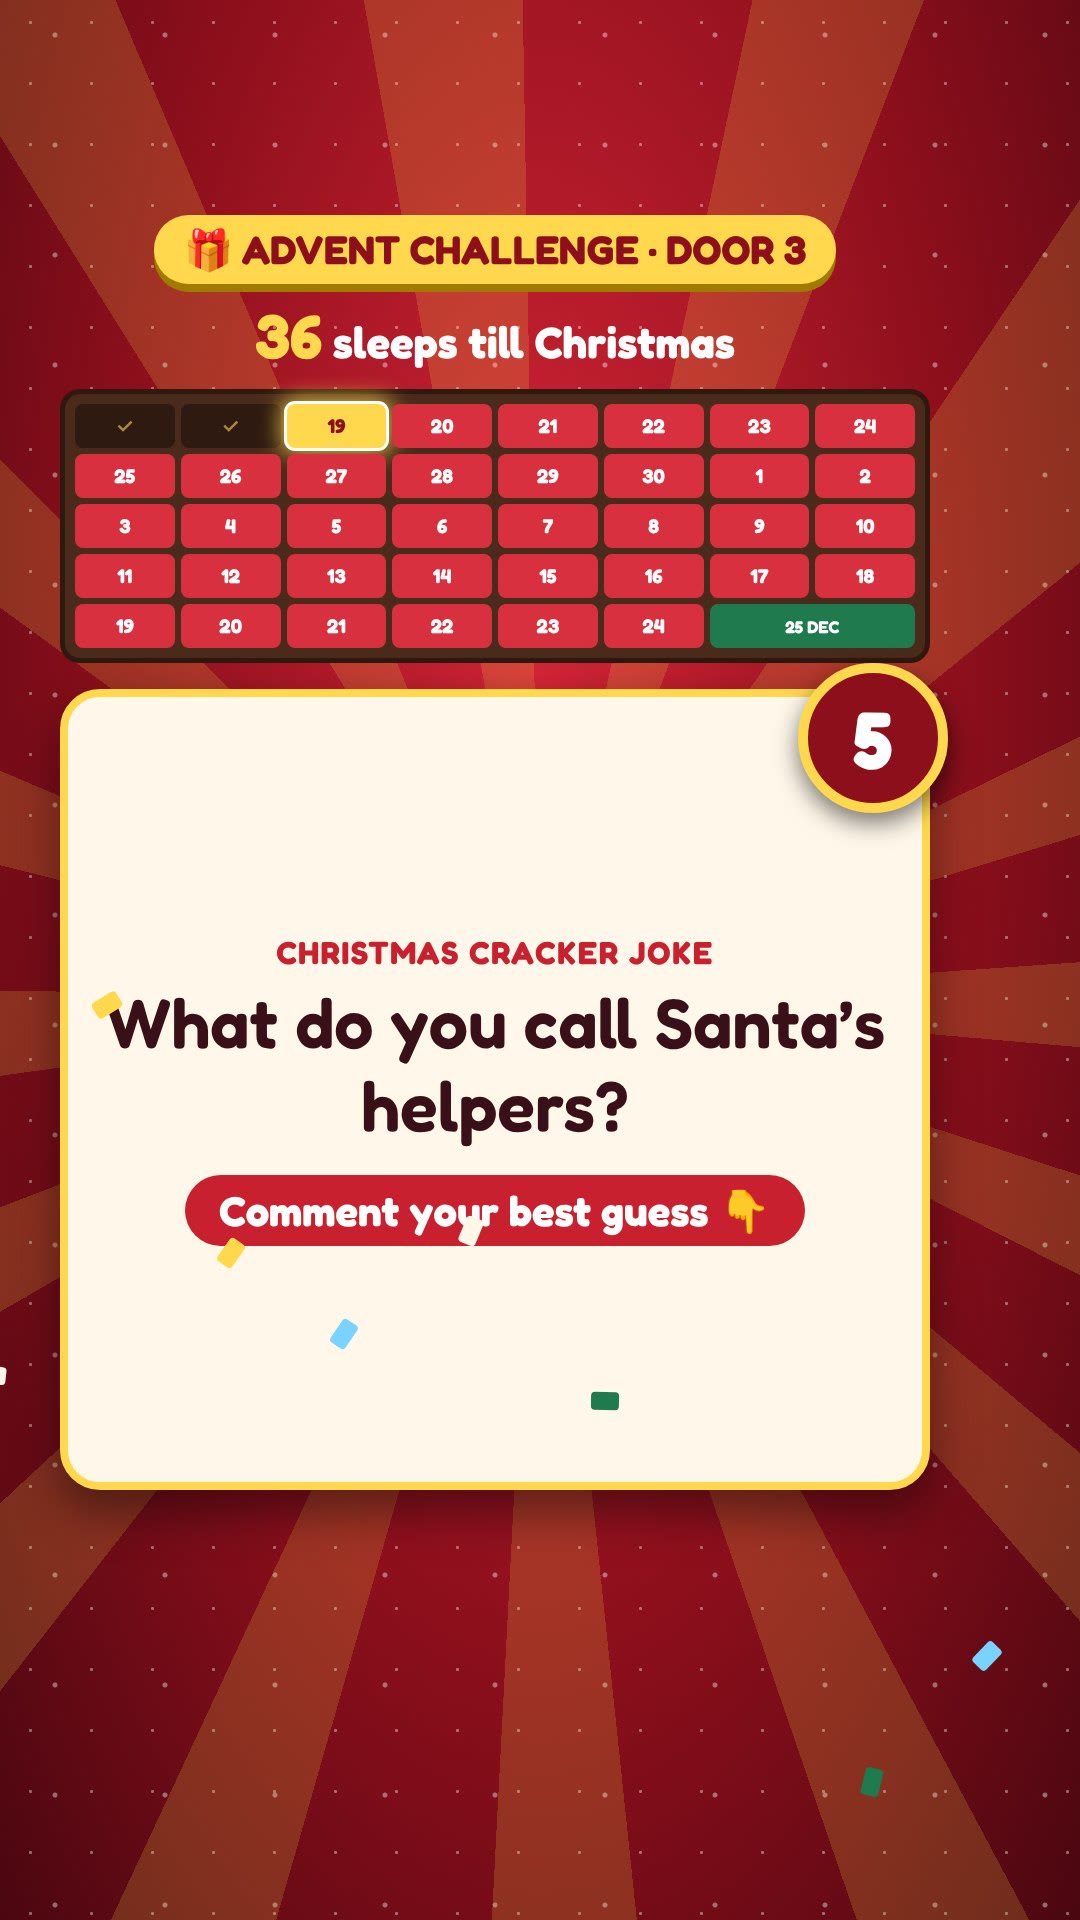 🎁 ADVENT CHALLENGE · DOOR 3
36 sleeps till Christmas
✓ ✓ 19 20 21 22 23 24
25 26 27 28 29 30 1 2
3 4 5 6 7 8 9 10
11 12 13 14 15 16 17 18
19 20 21 22 23 24 25 DEC
5
CHRISTMAS CRACKER JOKE
What do you call Santa’s
helpers?
Comment your best guess 👇